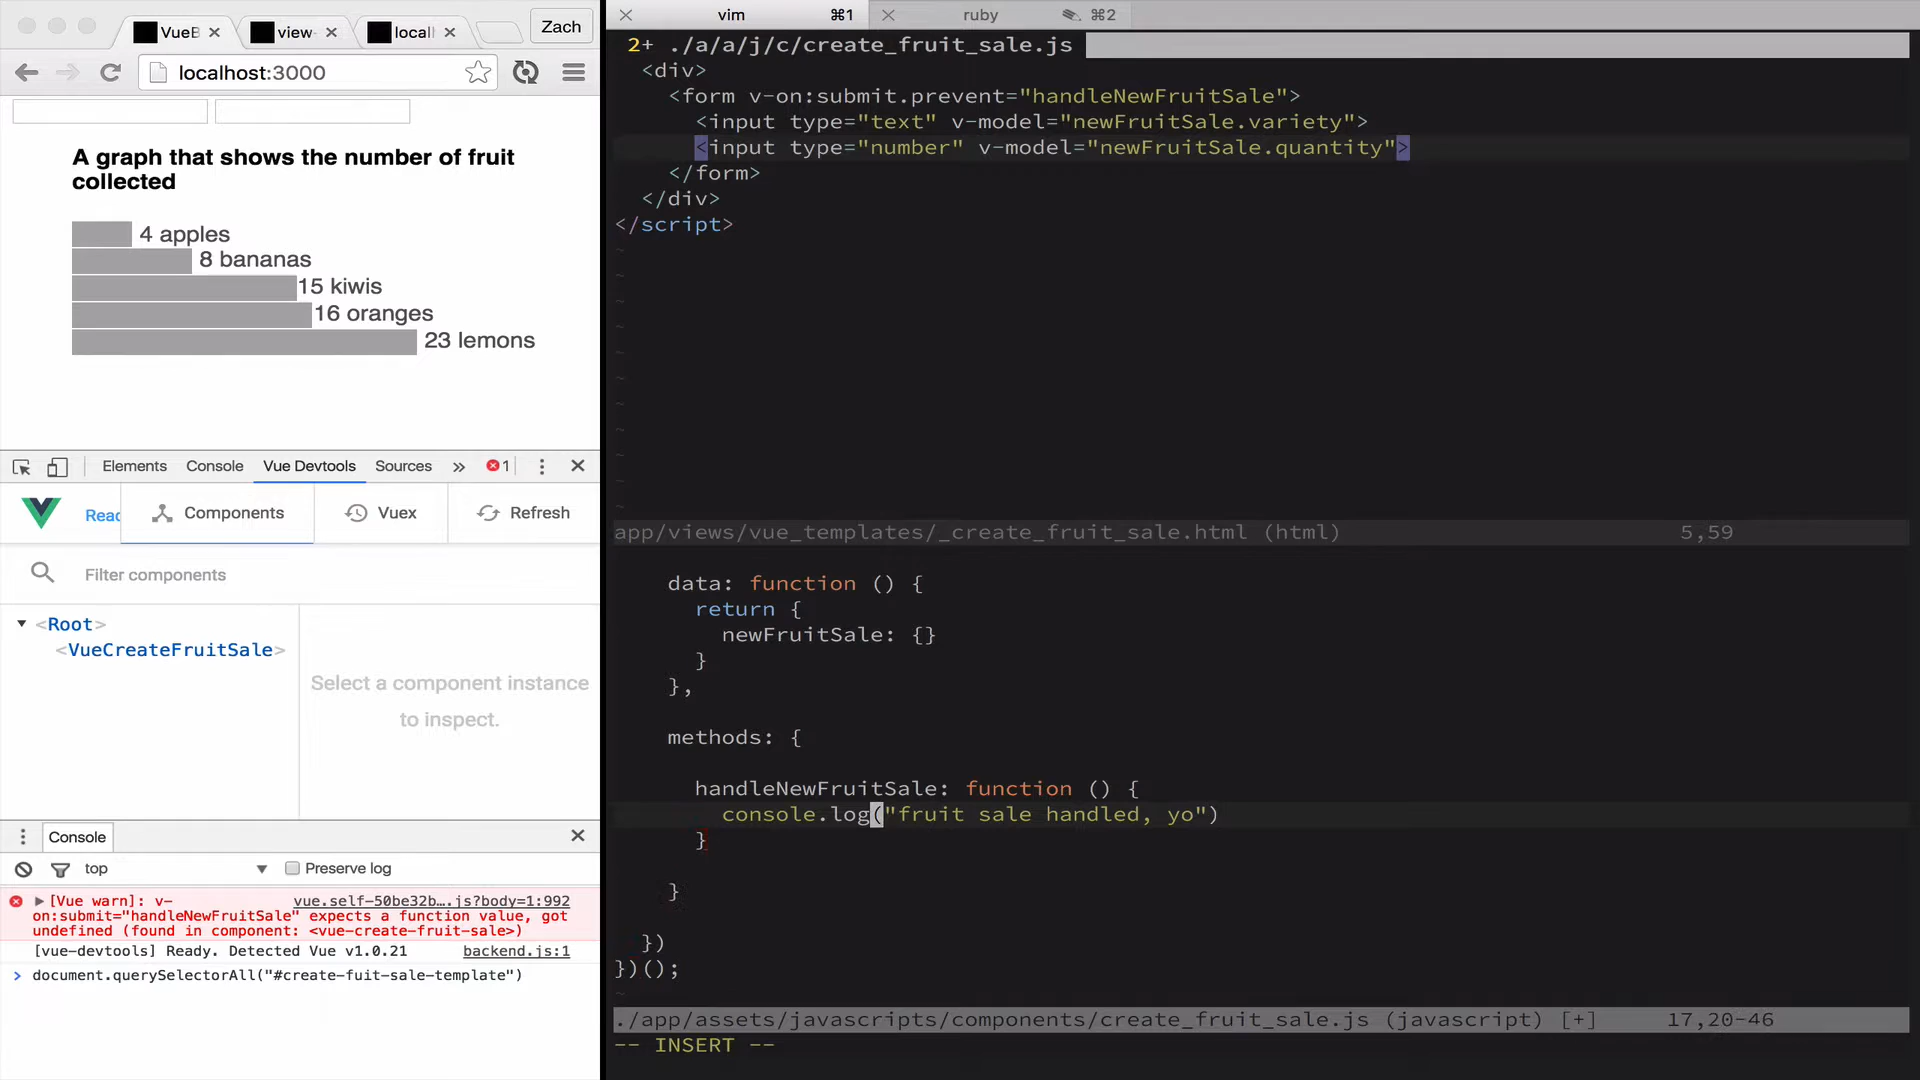 VueB
view-
local
Zach
localhost:3000
A graph that shows the number of fruit
collected
4 apples
8 bananas
15 kiwis
16 oranges
23 lemons
Elements Console Vue Devtools Sources » 1
Read Components Vuex Refresh
Filter components
<Root>
<VueCreateFruitSale>
Select a component instance
to inspect.
Console
top Preserve log
[Vue warn]: v- vue.self-50be32b….js?body=1:992
on:submit="handleNewFruitSale" expects a function value, got
undefined (found in component: <vue-create-fruit-sale>)
[vue-devtools] Ready. Detected Vue v1.0.21 backend.js:1
> document.querySelectorAll("#create-fuit-sale-template")
vim ⌘1 ruby ⌘2
2+ ./a/a/j/c/create_fruit_sale.js
<div>
<form v-on:submit.prevent="handleNewFruitSale">
<input type="text" v-model="newFruitSale.variety">
<input type="number" v-model="newFruitSale.quantity">
</form>
</div>
</script>
~
~
~
~
~
~
~
~
~
~
~
app/views/vue_templates/_create_fruit_sale.html (html) 5,59
data: function () {
return {
newFruitSale: {}
}
},
methods: {
handleNewFruitSale: function () {
console.log("fruit sale handled, yo")
}
}
})
})();
~
./app/assets/javascripts/components/create_fruit_sale.js (javascript) [+] 17,20-46
-- INSERT --